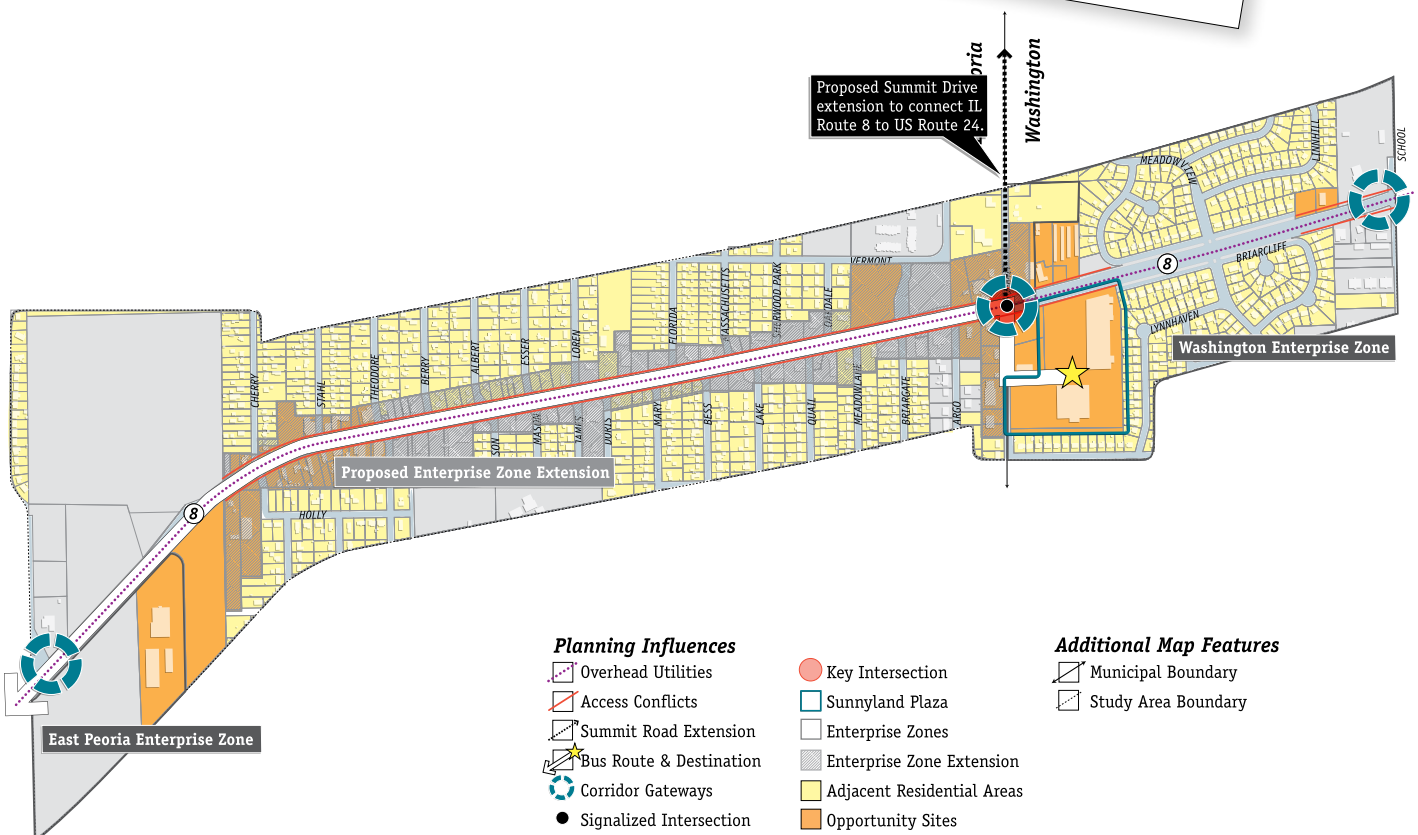 Washington
Proposed Summit Drive
extension to connect IL
Route 8 to US Route 24.
SCHOOL
LINNHILL
MEADOWVIEW
BRIARCLIFF
8
LYNNHAVEN
Washington Enterprise Zone
VERMONT
OAKDALE
SHERWOOD PARK
MASSACHUSETTS
FLORIDA
LOREN
ESSER
ALBERT
BERRY
THEODORE
STAHL
CHERRY
MASON
JAMES
DORIS
MARY
BESS
LAKE
QUAIL
MEADOWLAKE
BRIARGATE
ARGO
Proposed Enterprise Zone Extension
8
HOLLY
East Peoria Enterprise Zone
Planning Influences
Overhead Utilities
Access Conflicts
Summit Road Extension
Bus Route & Destination
Corridor Gateways
Signalized Intersection
Key Intersection
Sunnyland Plaza
Enterprise Zones
Enterprise Zone Extension
Adjacent Residential Areas
Opportunity Sites
Additional Map Features
Municipal Boundary
Study Area Boundary